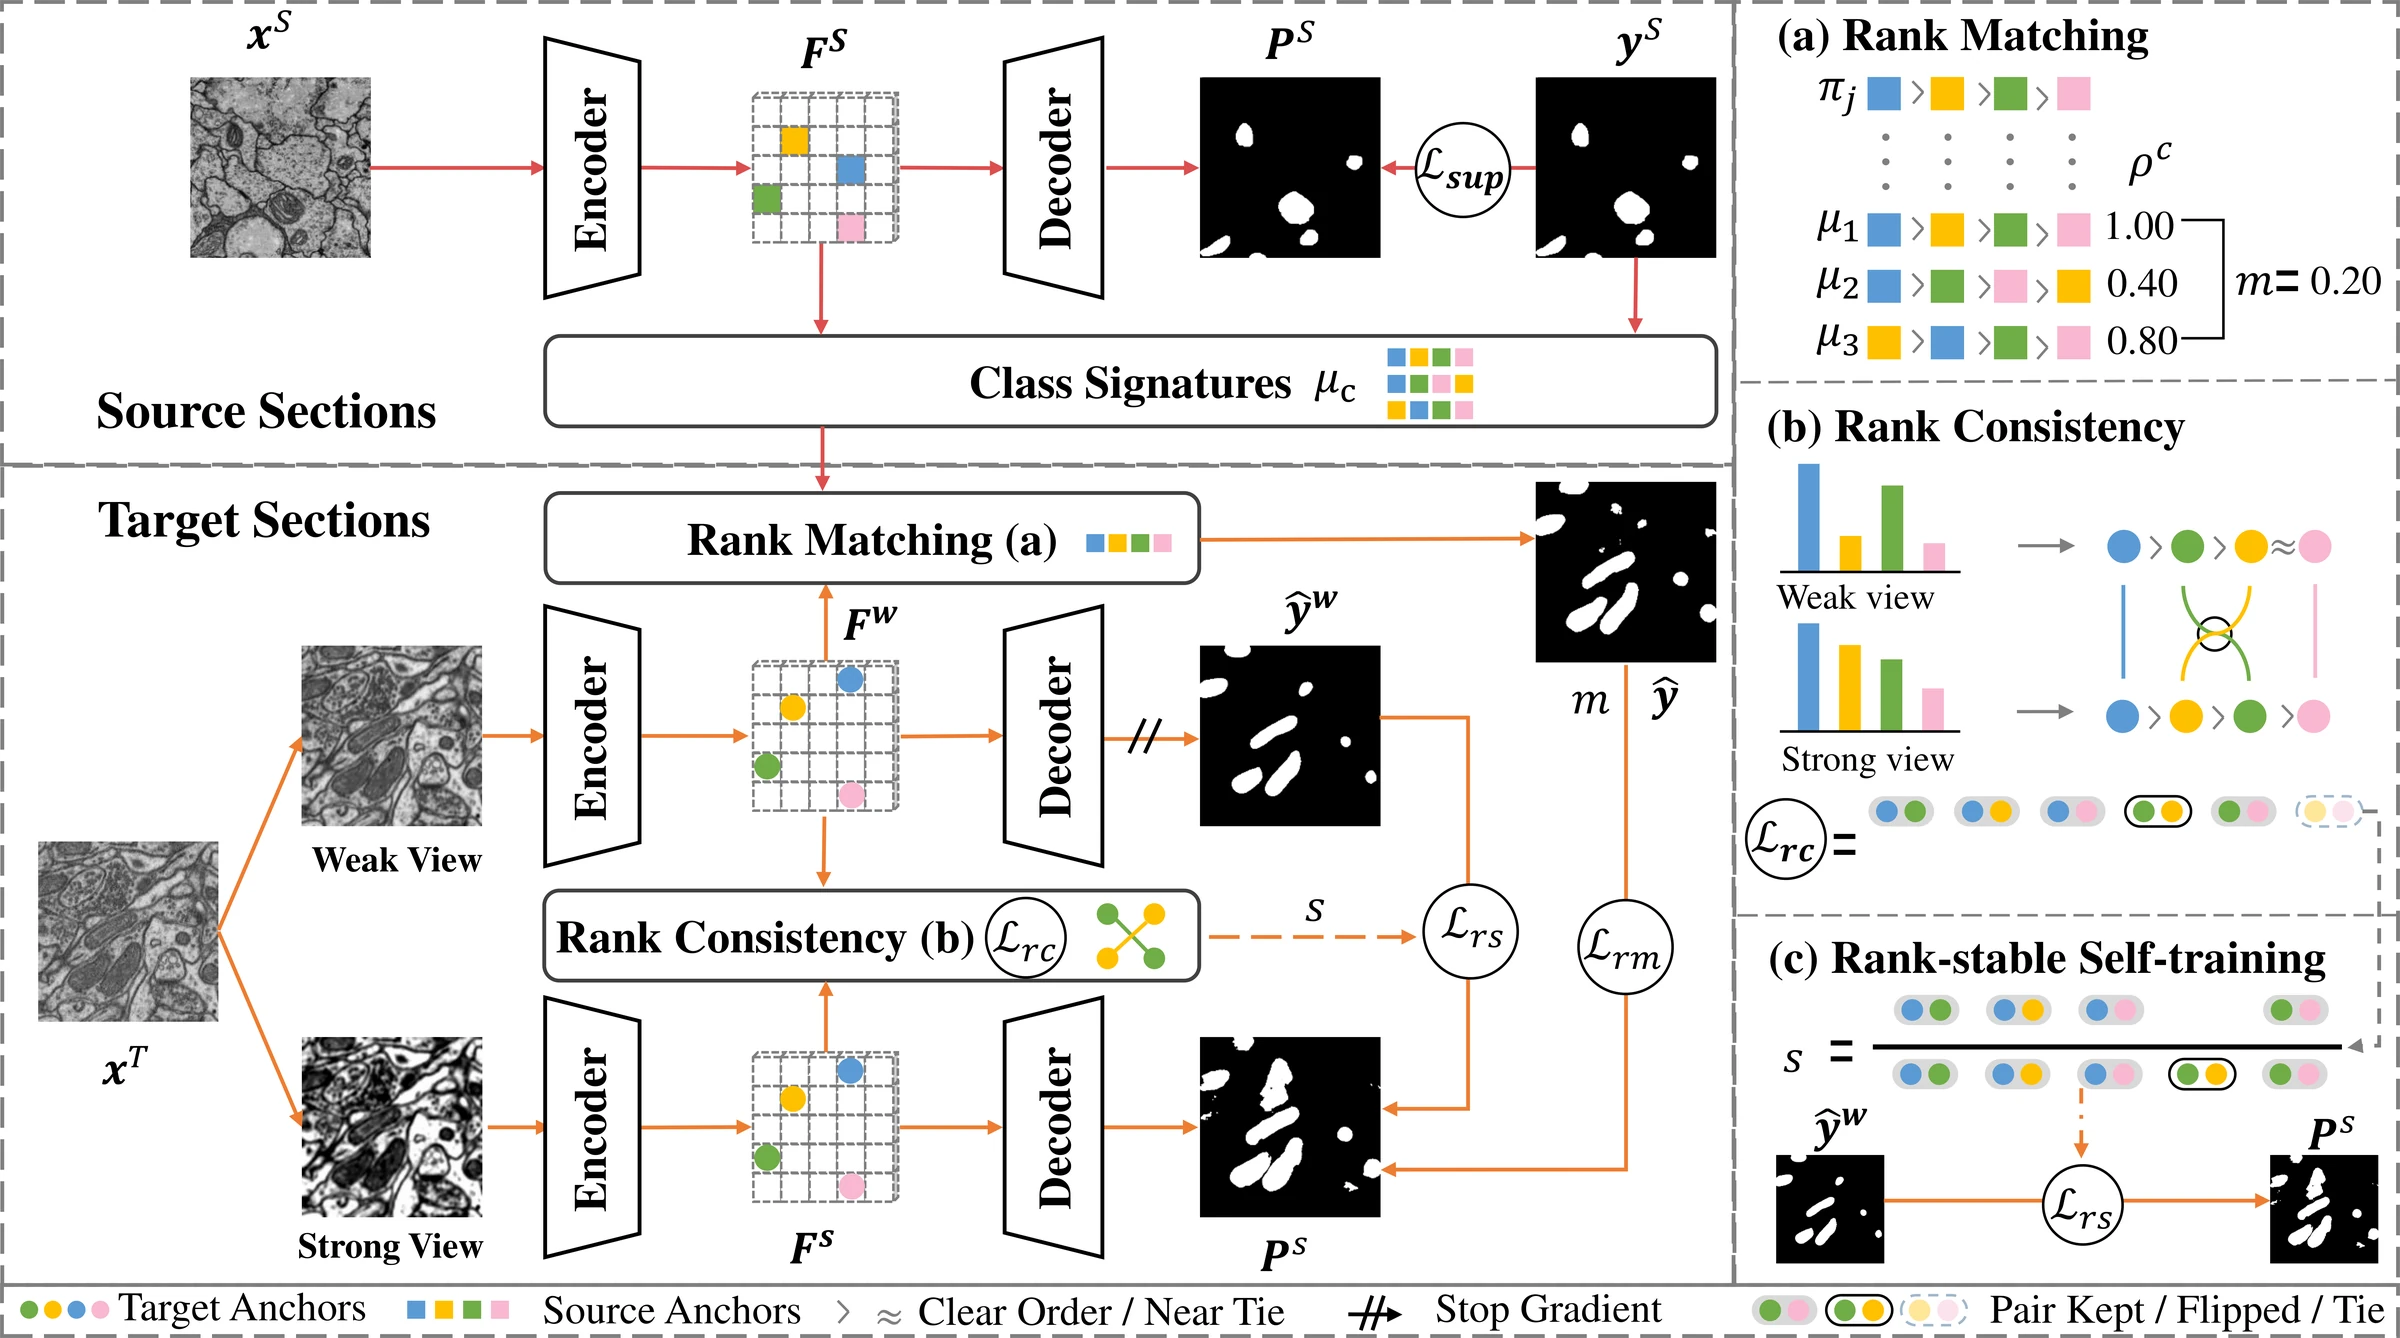 x^S
F^S
P^S
y^S
Encoder
Decoder
ℒ_sup
Class Signatures μ_c
Source Sections
Target Sections
Rank Matching (a)
F^w
ŷ^w
Encoder
Decoder
m ŷ
Weak View
Rank Consistency (b) ℒ_rc
s
ℒ_rs
ℒ_rm
x^T
Encoder
Decoder
Strong View
F^s
P^s
(a) Rank Matching
π_j > > >
ρ^c
μ_1 > > > 1.00
μ_2 > > > 0.40
m= 0.20
μ_3 > > > 0.80
(b) Rank Consistency
> > ≈
Weak view
> > >
Strong view
ℒ_rc =
(c) Rank-stable Self-training
s =
ŷ^w
P^s
ℒ_rs
Target Anchors
Source Anchors
> ≈ Clear Order / Near Tie
Stop Gradient
Pair Kept / Flipped / Tie